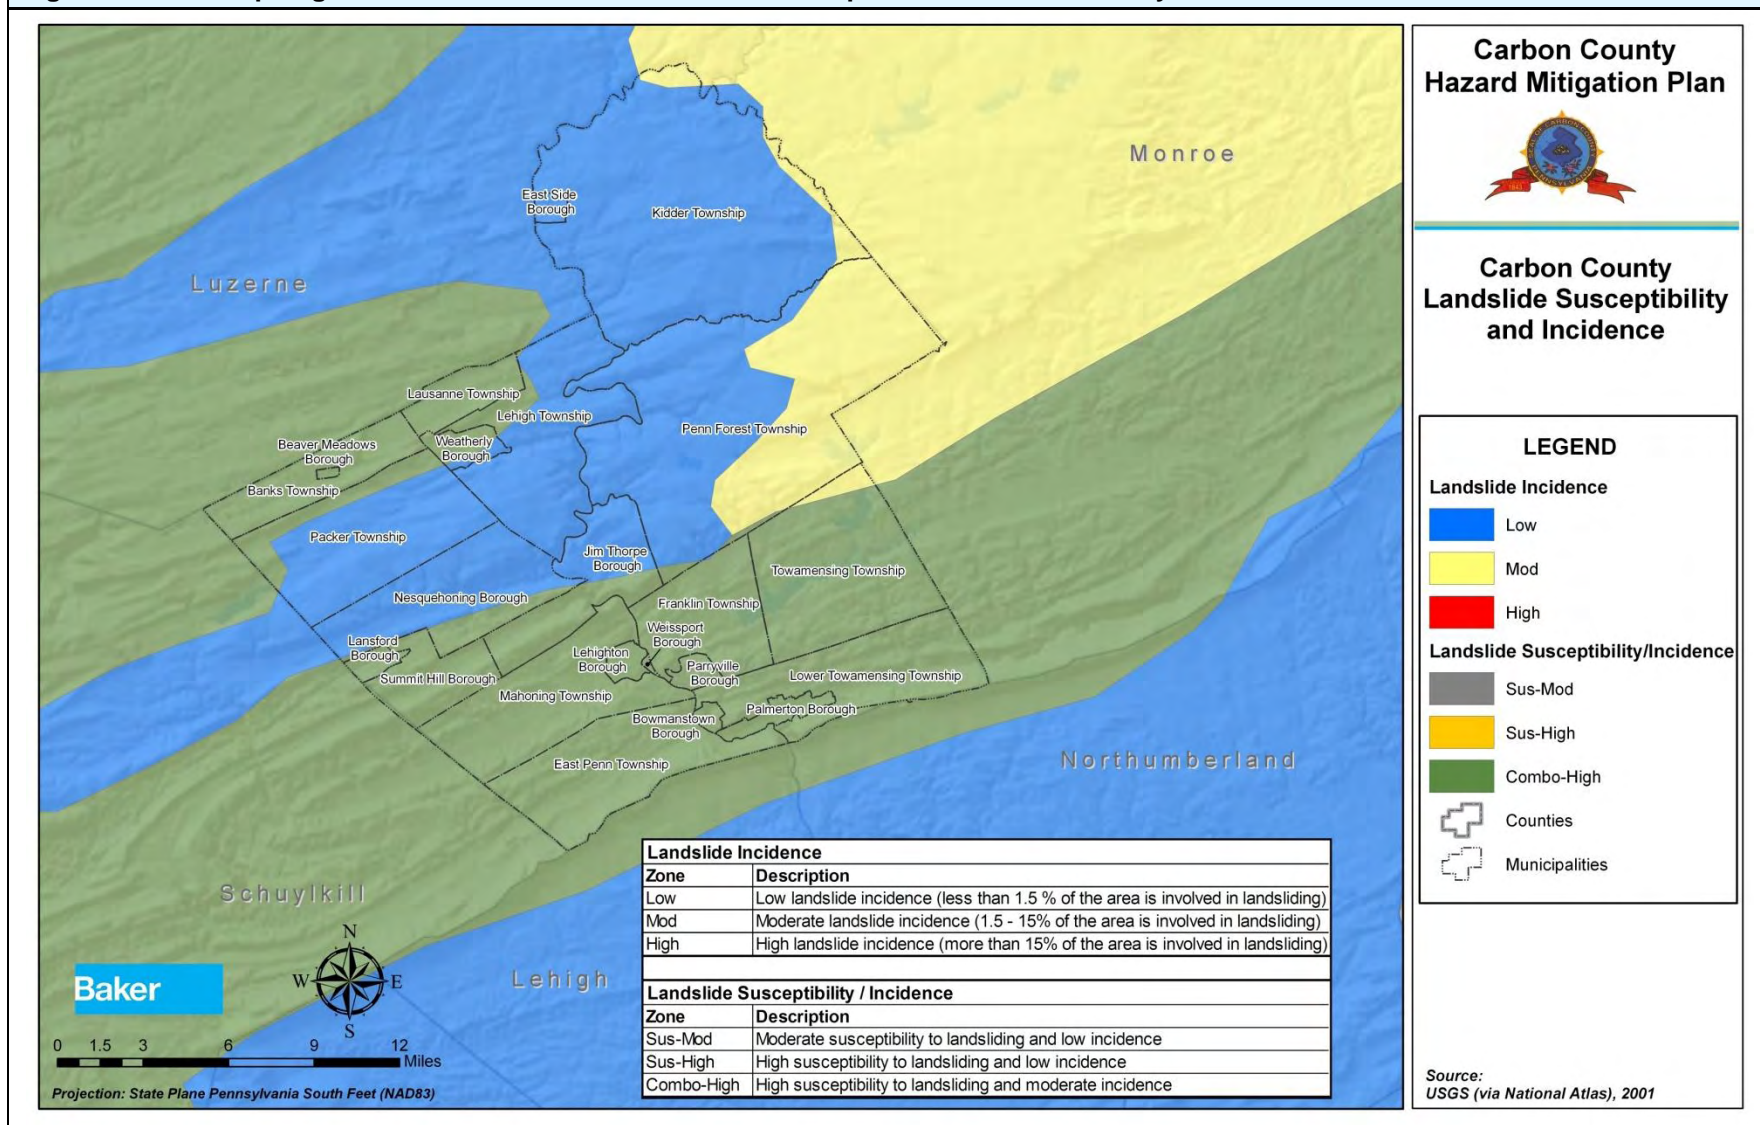 Carbon County
Hazard Mitigation Plan
SEAL OF CARBON COUNTY
PENNSYLVANIA
1843
Carbon County
Landslide Susceptibility
and Incidence
LEGEND
Landslide Incidence
Low
Mod
High
Landslide Susceptibility/Incidence
Sus-Mod
Sus-High
Combo-High
Counties
Municipalities
Source:
USGS (via National Atlas), 2001
Monroe
Luzerne
East Side
Borough
Kidder Township
Lausanne Township
Lehigh Township
Penn Forest Township
Beaver Meadows
Borough
Weatherly
Borough
Banks Township
Packer Township
Jim Thorpe
Borough
Towamensing Township
Nesquehoning Borough
Franklin Township
Weissport
Borough
Lansford
Borough
Lehighton
Borough
Parryville
Borough
Summit Hill Borough
Lower Towamensing Township
Mahoning Township
Palmerton Borough
Bowmanstown
Borough
East Penn Township
Northumberland
Schuylkill
Lehigh
N
W
E
S
Baker
0 1.5 3 6 9 12
Miles
Projection: State Plane Pennsylvania South Feet (NAD83)
Landslide Incidence
Zone Description
Low Low landslide incidence (less than 1.5 % of the area is involved in landsliding)
Mod Moderate landslide incidence (1.5 - 15% of the area is involved in landsliding)
High High landslide incidence (more than 15% of the area is involved in landsliding)
Landslide Susceptibility / Incidence
Zone Description
Sus-Mod Moderate susceptibility to landsliding and low incidence
Sus-High High susceptibility to landsliding and low incidence
Combo-High High susceptibility to landsliding and moderate incidence